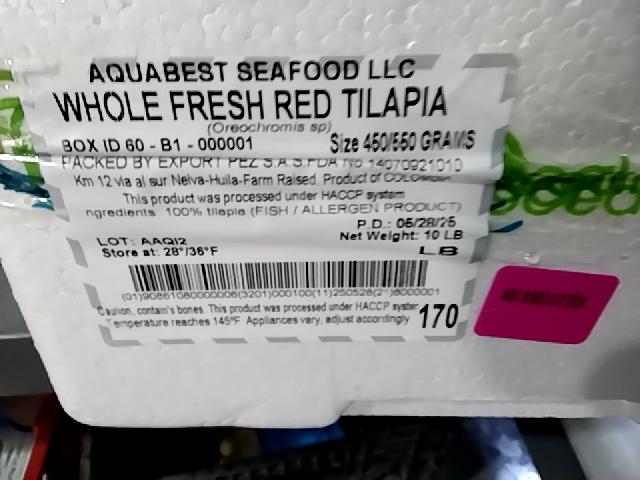 AQUABEST SEAFOOD LLC
WHOLE FRESH RED TILAPIA
(Oreochromis sp)
BOX ID 60 - B1 - 000001 Size 450/550 GRAMS
PACKED BY EXPORT PEZ S.A.S.FDA No 14070921010
Km 12 via al sur Neiva-Huila-Farm Raised. Product of COLOMBIA
This product was processed under HACCP system
ngredients: 100% tilapia (FISH / ALLERGEN PRODUCT)
P.D.: 05/28/25
LOT: AAQI2 Net Weight: 10 LB
Store at: 28°/36°F LB
(3201)000100(11)250528(21)
Caution, contain's bones. This product was processed under HACCP system
Temperature reaches 145°F Appliances vary, adjust accordingly 170